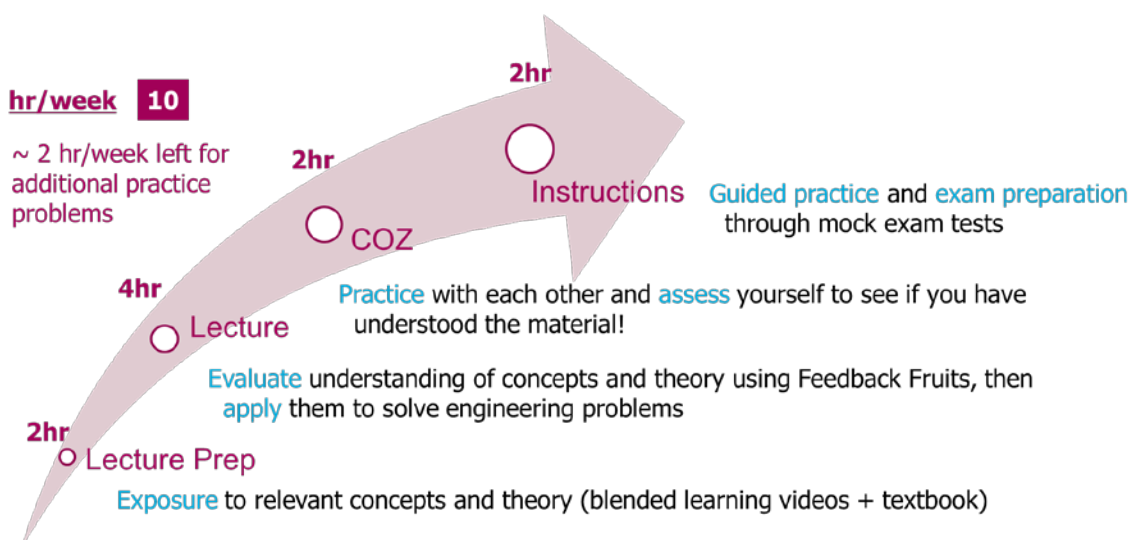 2hr
hr/week 10
~ 2 hr/week left for
additional practice
problems
2hr
Instructions
Guided practice and exam preparation
through mock exam tests
COZ
4hr
Practice with each other and assess yourself to see if you have
understood the material!
Lecture
Evaluate understanding of concepts and theory using Feedback Fruits, then
apply them to solve engineering problems
2hr
Lecture Prep
Exposure to relevant concepts and theory (blended learning videos + textbook)